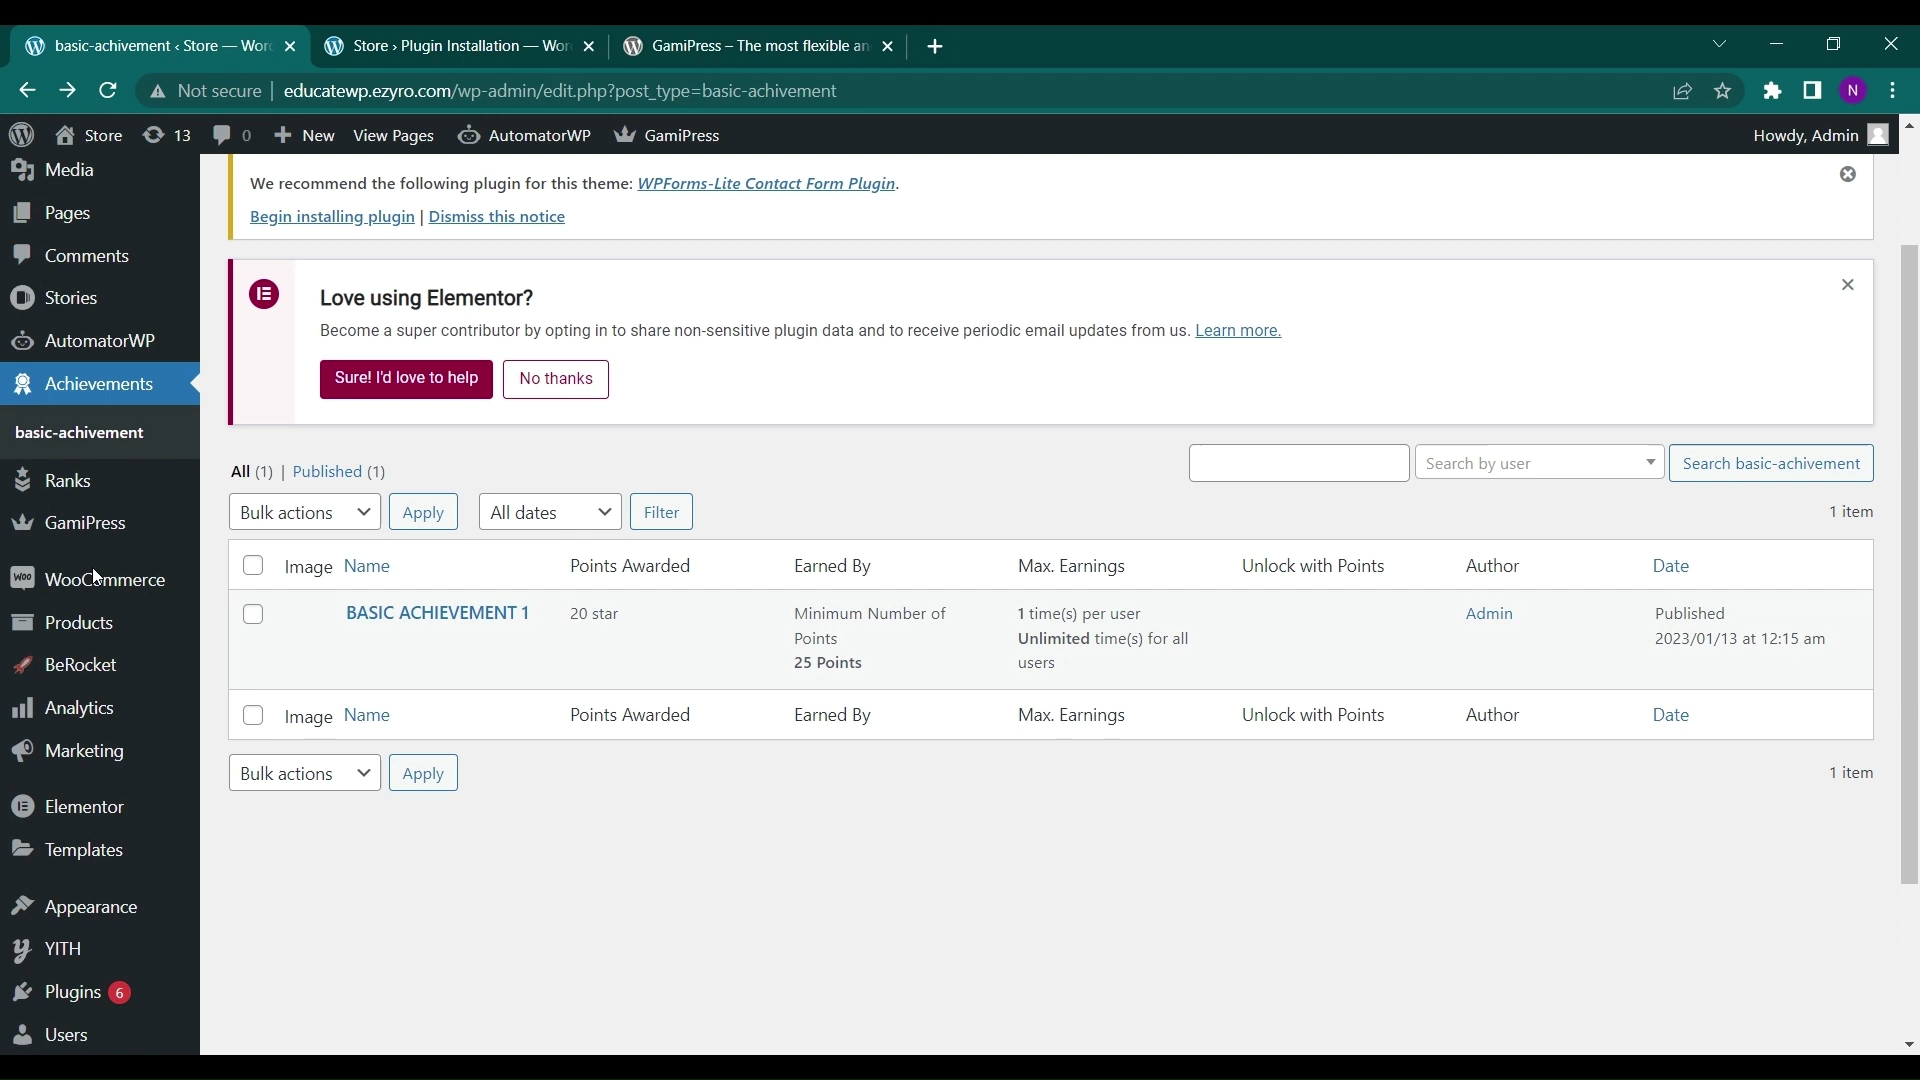 basic-achivement ‹ Store — Wor
Store › Plugin Installation — Wor
GamiPress – The most flexible an
Not secure
educatewp.ezyro.com/wp-admin/edit.php?post_type=basic-achivement
N
Store
13
0
New
View Pages
AutomatorWP
GamiPress
Howdy, Admin
Media
Pages
Comments
Stories
AutomatorWP
Achievements
basic-achivement
Ranks
GamiPress
WooCommerce
Products
BeRocket
Analytics
Marketing
Elementor
Templates
Appearance
YITH
Plugins 6
Users
We recommend the following plugin for this theme: WPForms-Lite Contact Form Plugin.
Begin installing plugin | Dismiss this notice
Love using Elementor?
Become a super contributor by opting in to share non-sensitive plugin data and to receive periodic email updates from us. Learn more.
Sure! I'd love to help
No thanks
All (1) | Published (1)
Search by user
Search basic-achivement
Bulk actions
Apply
All dates
Filter
1 item
Image Name Points Awarded Earned By Max. Earnings Unlock with Points Author Date
BASIC ACHIEVEMENT 1
20 star
Minimum Number of
Points
25 Points
1 time(s) per user
Unlimited time(s) for all
users
Admin
Published
2023/01/13 at 12:15 am
Image Name Points Awarded Earned By Max. Earnings Unlock with Points Author Date
Bulk actions
Apply
1 item